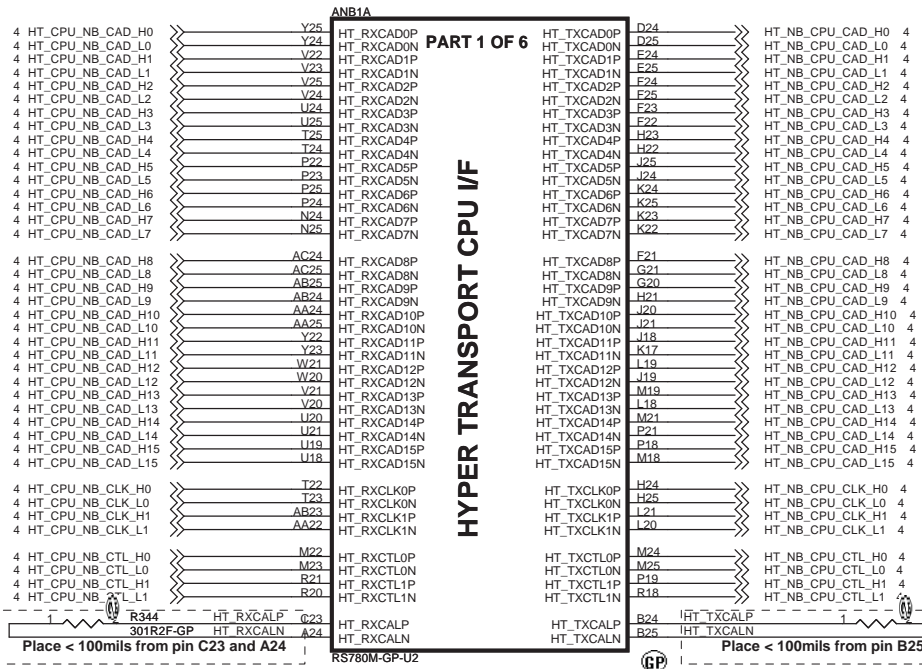 ANB1A
PART 1 OF 6
HYPER TRANSPORT CPU I/F
4 HT_CPU_NB_CAD_H0 Y25 HT_RXCAD0P HT_TXCAD0P D24 HT_NB_CPU_CAD_H0 4
4 HT_CPU_NB_CAD_L0 Y24 HT_RXCAD0N HT_TXCAD0N D25 HT_NB_CPU_CAD_L0 4
4 HT_CPU_NB_CAD_H1 V22 HT_RXCAD1P HT_TXCAD1P E24 HT_NB_CPU_CAD_H1 4
4 HT_CPU_NB_CAD_L1 V23 HT_RXCAD1N HT_TXCAD1N E25 HT_NB_CPU_CAD_L1 4
4 HT_CPU_NB_CAD_H2 V25 HT_RXCAD2P HT_TXCAD2P F24 HT_NB_CPU_CAD_H2 4
4 HT_CPU_NB_CAD_L2 V24 HT_RXCAD2N HT_TXCAD2N F25 HT_NB_CPU_CAD_L2 4
4 HT_CPU_NB_CAD_H3 U24 HT_RXCAD3P HT_TXCAD3P F23 HT_NB_CPU_CAD_H3 4
4 HT_CPU_NB_CAD_L3 U25 HT_RXCAD3N HT_TXCAD3N F22 HT_NB_CPU_CAD_L3 4
4 HT_CPU_NB_CAD_H4 T25 HT_RXCAD4P HT_TXCAD4P H23 HT_NB_CPU_CAD_H4 4
4 HT_CPU_NB_CAD_L4 T24 HT_RXCAD4N HT_TXCAD4N H22 HT_NB_CPU_CAD_L4 4
4 HT_CPU_NB_CAD_H5 P22 HT_RXCAD5P HT_TXCAD5P J25 HT_NB_CPU_CAD_H5 4
4 HT_CPU_NB_CAD_L5 P23 HT_RXCAD5N HT_TXCAD5N J24 HT_NB_CPU_CAD_L5 4
4 HT_CPU_NB_CAD_H6 P25 HT_RXCAD6P HT_TXCAD6P K24 HT_NB_CPU_CAD_H6 4
4 HT_CPU_NB_CAD_L6 P24 HT_RXCAD6N HT_TXCAD6N K25 HT_NB_CPU_CAD_L6 4
4 HT_CPU_NB_CAD_H7 N24 HT_RXCAD7P HT_TXCAD7P K23 HT_NB_CPU_CAD_H7 4
4 HT_CPU_NB_CAD_L7 N25 HT_RXCAD7N HT_TXCAD7N K22 HT_NB_CPU_CAD_L7 4
4 HT_CPU_NB_CAD_H8 AC24 HT_RXCAD8P HT_TXCAD8P F21 HT_NB_CPU_CAD_H8 4
4 HT_CPU_NB_CAD_L8 AC25 HT_RXCAD8N HT_TXCAD8N G21 HT_NB_CPU_CAD_L8 4
4 HT_CPU_NB_CAD_H9 AB25 HT_RXCAD9P HT_TXCAD9P G20 HT_NB_CPU_CAD_H9 4
4 HT_CPU_NB_CAD_L9 AB24 HT_RXCAD9N HT_TXCAD9N H21 HT_NB_CPU_CAD_L9 4
4 HT_CPU_NB_CAD_H10 AA24 HT_RXCAD10P HT_TXCAD10P J20 HT_NB_CPU_CAD_H10 4
4 HT_CPU_NB_CAD_L10 AA25 HT_RXCAD10N HT_TXCAD10N J21 HT_NB_CPU_CAD_L10 4
4 HT_CPU_NB_CAD_H11 Y22 HT_RXCAD11P HT_TXCAD11P J18 HT_NB_CPU_CAD_H11 4
4 HT_CPU_NB_CAD_L11 Y23 HT_RXCAD11N HT_TXCAD11N K17 HT_NB_CPU_CAD_L11 4
4 HT_CPU_NB_CAD_H12 W21 HT_RXCAD12P HT_TXCAD12P L19 HT_NB_CPU_CAD_H12 4
4 HT_CPU_NB_CAD_L12 W20 HT_RXCAD12N HT_TXCAD12N J19 HT_NB_CPU_CAD_L12 4
4 HT_CPU_NB_CAD_H13 V21 HT_RXCAD13P HT_TXCAD13P M19 HT_NB_CPU_CAD_H13 4
4 HT_CPU_NB_CAD_L13 V20 HT_RXCAD13N HT_TXCAD13N L18 HT_NB_CPU_CAD_L13 4
4 HT_CPU_NB_CAD_H14 U20 HT_RXCAD14P HT_TXCAD14P M21 HT_NB_CPU_CAD_H14 4
4 HT_CPU_NB_CAD_L14 U21 HT_RXCAD14N HT_TXCAD14N P21 HT_NB_CPU_CAD_L14 4
4 HT_CPU_NB_CAD_H15 U19 HT_RXCAD15P HT_TXCAD15P P18 HT_NB_CPU_CAD_H15 4
4 HT_CPU_NB_CAD_L15 U18 HT_RXCAD15N HT_TXCAD15N M18 HT_NB_CPU_CAD_L15 4
4 HT_CPU_NB_CLK_H0 T22 HT_RXCLK0P HT_TXCLK0P H24 HT_NB_CPU_CLK_H0 4
4 HT_CPU_NB_CLK_L0 T23 HT_RXCLK0N HT_TXCLK0N H25 HT_NB_CPU_CLK_L0 4
4 HT_CPU_NB_CLK_H1 AB23 HT_RXCLK1P HT_TXCLK1P L21 HT_NB_CPU_CLK_H1 4
4 HT_CPU_NB_CLK_L1 AA22 HT_RXCLK1N HT_TXCLK1N L20 HT_NB_CPU_CLK_L1 4
4 HT_CPU_NB_CTL_H0 M22 HT_RXCTL0P HT_TXCTL0P M24 HT_NB_CPU_CTL_H0 4
4 HT_CPU_NB_CTL_L0 M23 HT_RXCTL0N HT_TXCTL0N M25 HT_NB_CPU_CTL_L0 4
4 HT_CPU_NB_CTL_H1 R21 HT_RXCTL1P HT_TXCTL1P P19 HT_NB_CPU_CTL_H1 4
4 HT_CPU_NB_CTL_L1 R20 HT_RXCTL1N HT_TXCTL1N R18 HT_NB_CPU_CTL_L1
1 R344 HT_RXCALP C23 HT_RXCALP HT_TXCALP B24 HT_TXCALP 1
301R2F-GP HT_RXCALN A24 HT_RXCALN HT_TXCALN B25 HT_TXCALN
Place < 100mils from pin C23 and A24
Place < 100mils from pin B25
RS780M-GP-U2
GP